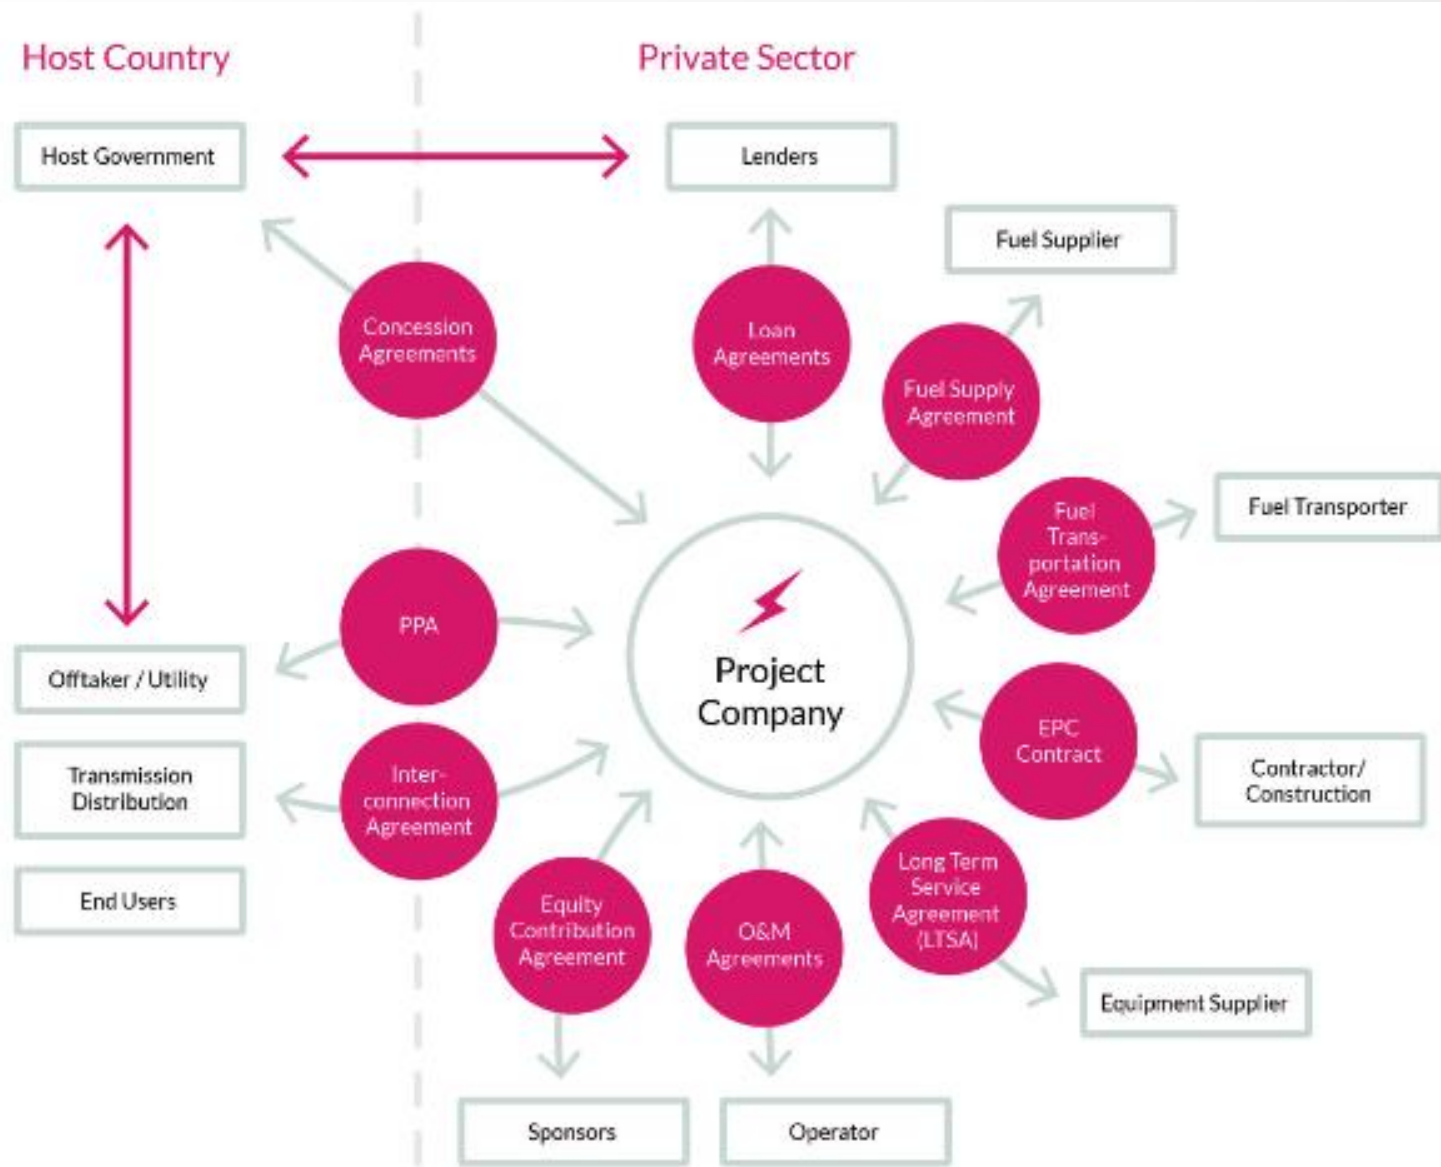 Host Country
Private Sector
Host Government
Lenders
Fuel Supplier
Concession
Agreements
Loan
Agreements
Fuel Supply
Agreement
Fuel
Trans-
portation
Agreement
Fuel Transporter
PPA
Offtaker / Utility
Project
Company
EPC
Contract
Transmission
Distribution
Inter-
connection
Agreement
Contractor/
Construction
End Users
Equity
Contribution
Agreement
O&M
Agreements
Long Term
Service
Agreement
(LTSA)
Equipment Supplier
Sponsors
Operator